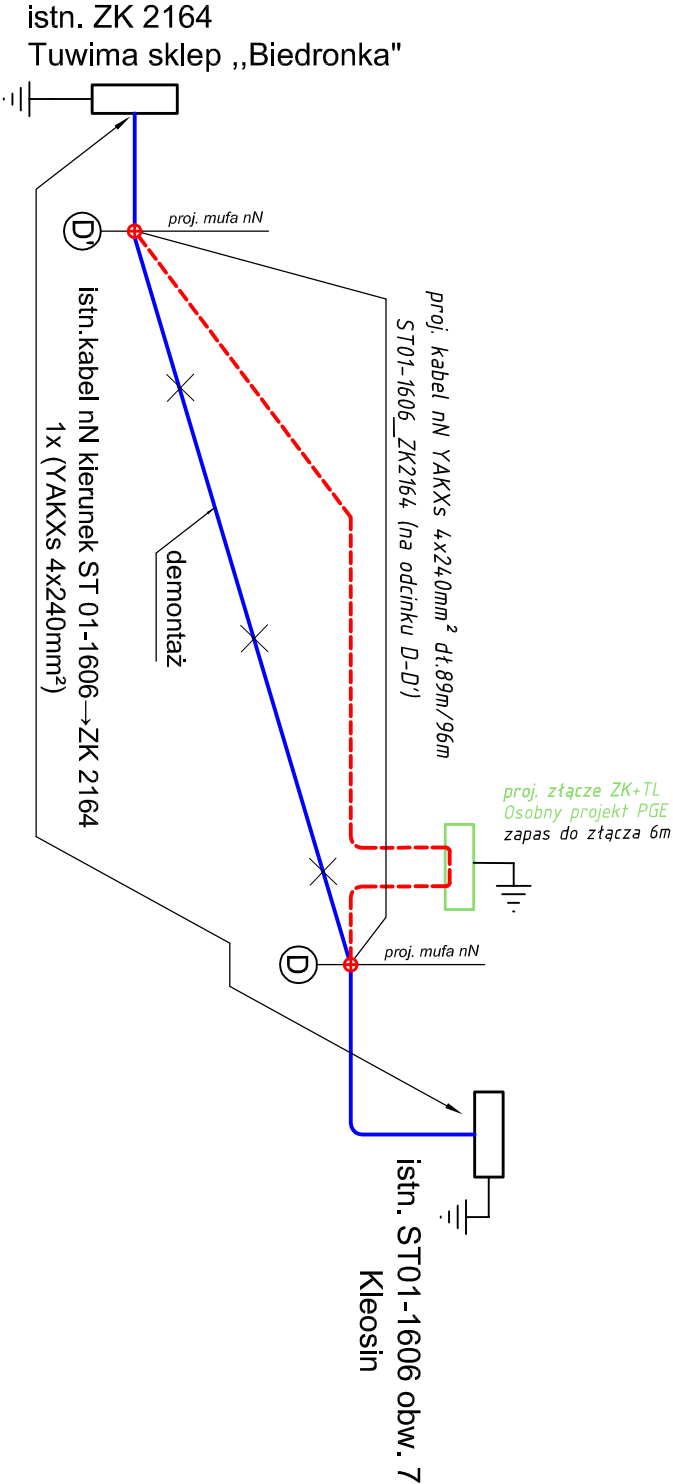 istn. ZK 2164
Tuwima sklep ,,Biedronka"
proj. mufa nN
D'
istn.kabel nN kierunek ST 01-1606→ZK 2164
1x (YAKXs 4x240mm²)
demontaż
proj. kabel nN YAKXs 4x240mm² dł.89m/96m
ST01-1606_ZK2164 (na odcinku D-D')
proj. złącze ZK+TL
Osobny projekt PGE
zapas do złącza 6m
D
proj. mufa nN
istn. ST01-1606 obw. 7
Kleosin